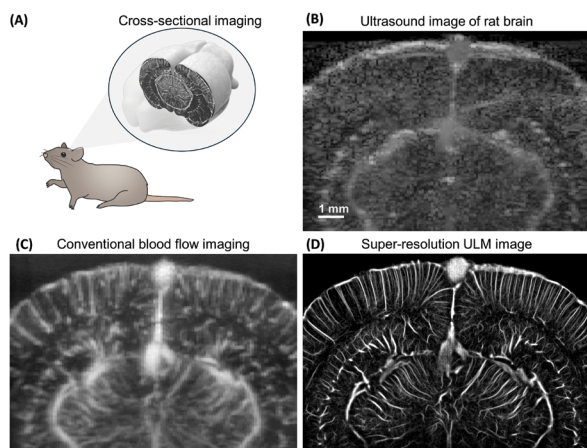 (A)
Cross-sectional imaging
(B)
Ultrasound image of rat brain
1 mm
(C)
Conventional blood flow imaging
(D)
Super-resolution ULM image